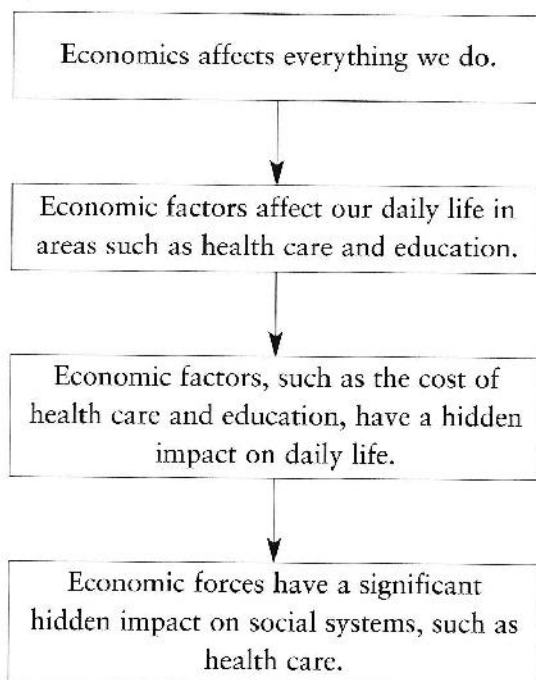 Economics affects everything we do.
Economic factors affect our daily life in
areas such as health care and education.
Economic factors, such as the cost of
health care and education, have a hidden
impact on daily life.
Economic forces have a significant
hidden impact on social systems, such as
health care.